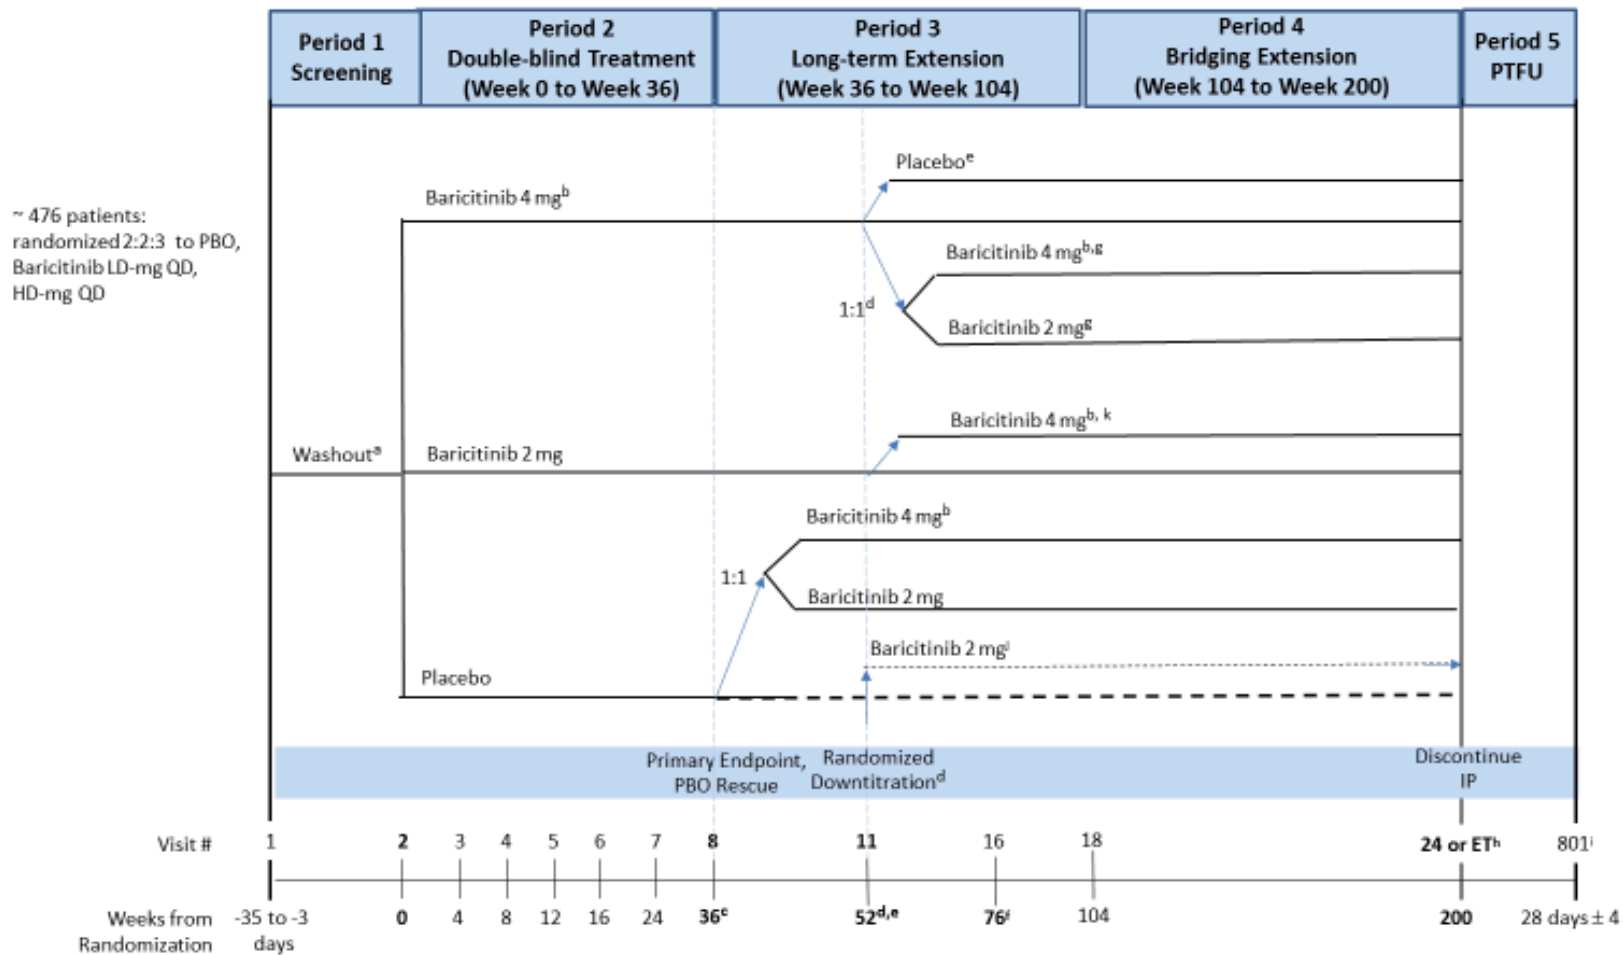 Period 1
Screening
Period 2
Double-blind Treatment
(Week 0 to Week 36)
Period 3
Long-term Extension
(Week 36 to Week 104)
Period 4
Bridging Extension
(Week 104 to Week 200)
Period 5
PTFU
~ 476 patients:
randomized 2:2:3 to PBO,
Baricitinib LD-mg QD,
HD-mg QD
Placeboᵉ
Baricitinib 4 mgᵇ
Baricitinib 4 mgᵇ,ᵍ
1:1ᵈ
Baricitinib 2 mgᵍ
Baricitinib 4 mgᵇ, ᵏ
Washoutᵃ
Baricitinib 2 mg
Baricitinib 4 mgᵇ
1:1
Baricitinib 2 mg
Baricitinib 2 mgʲ
Placebo
Primary Endpoint,
PBO Rescue
Randomized
Downtitrationᵈ
Discontinue
IP
Visit # 1 2 3 4 5 6 7 8 11 16 18 24 or ETʰ 801ⁱ
Weeks from
Randomization
-35 to -3
days
0 4 8 12 16 24 36ᶜ 52ᵈ,ᵉ 76ᶠ 104 200 28 days ± 4